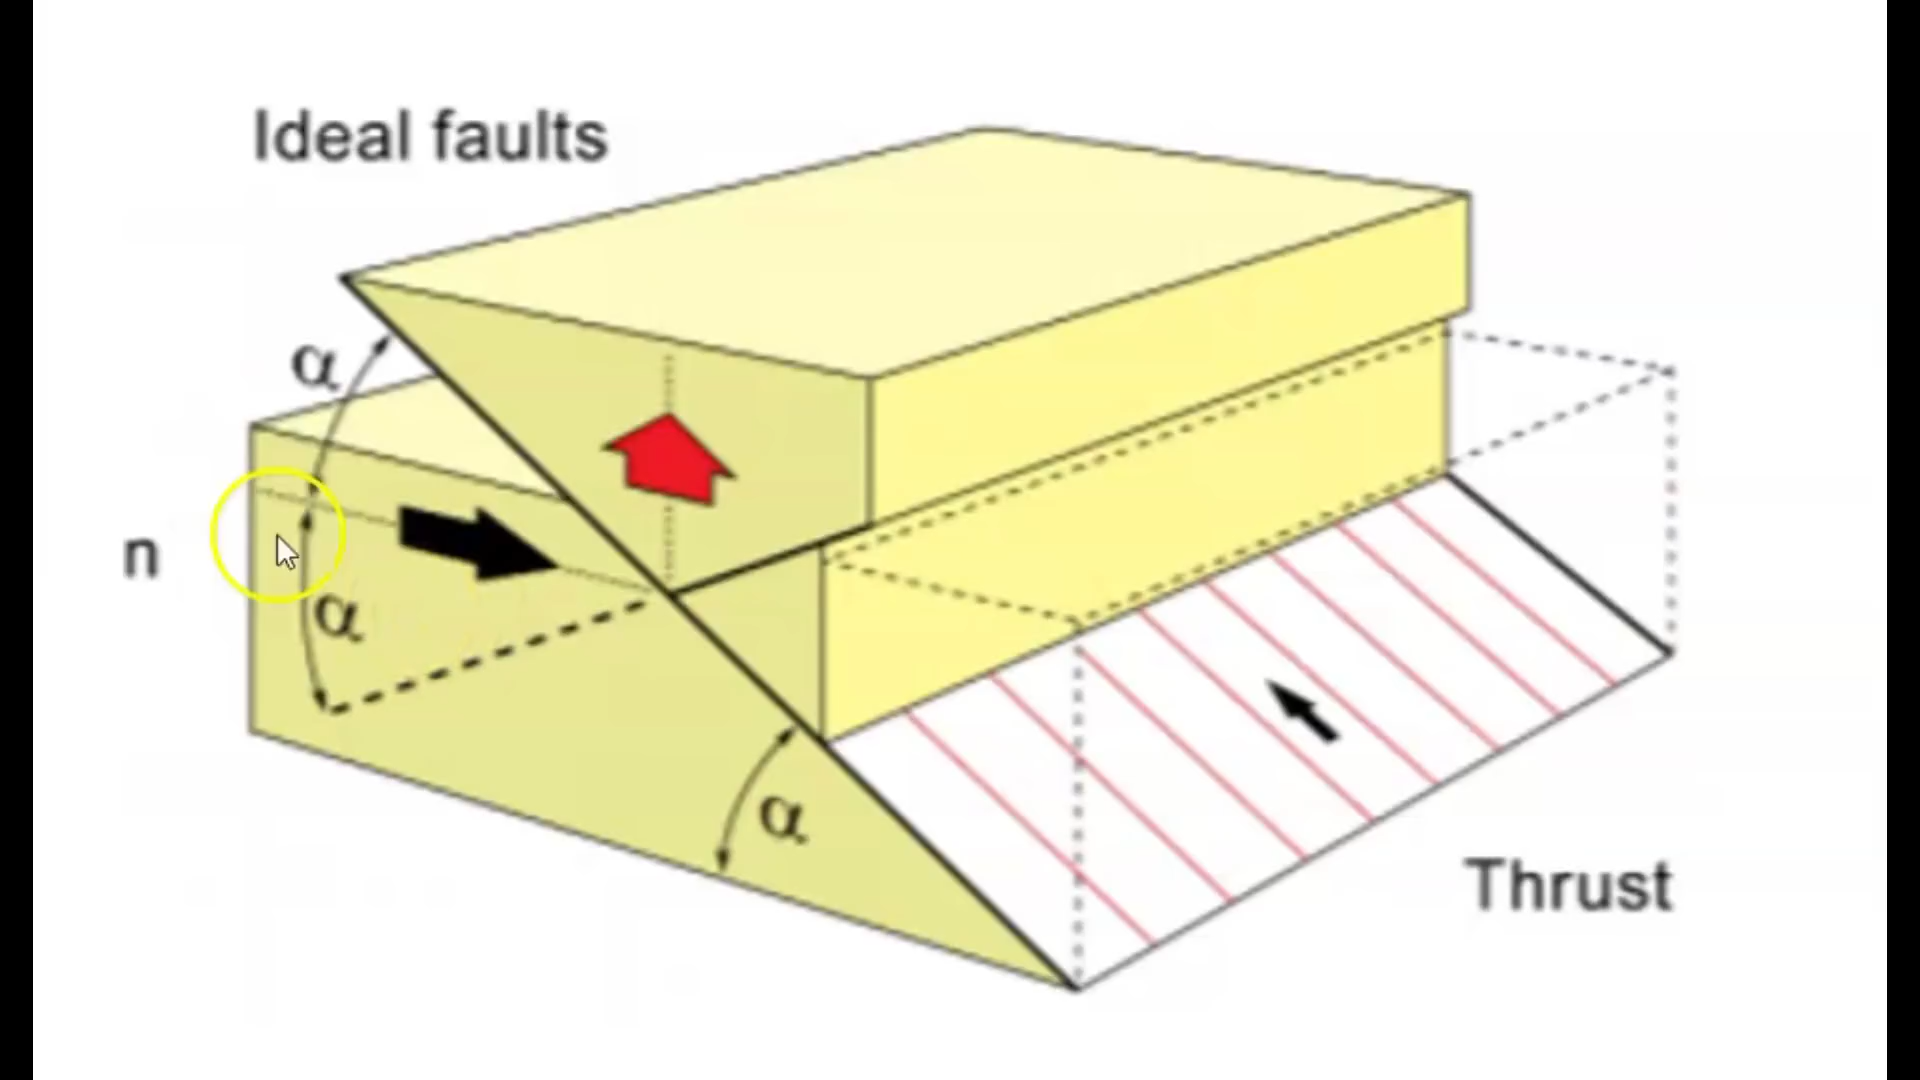 Ideal faults
α
n
α
α
Thrust